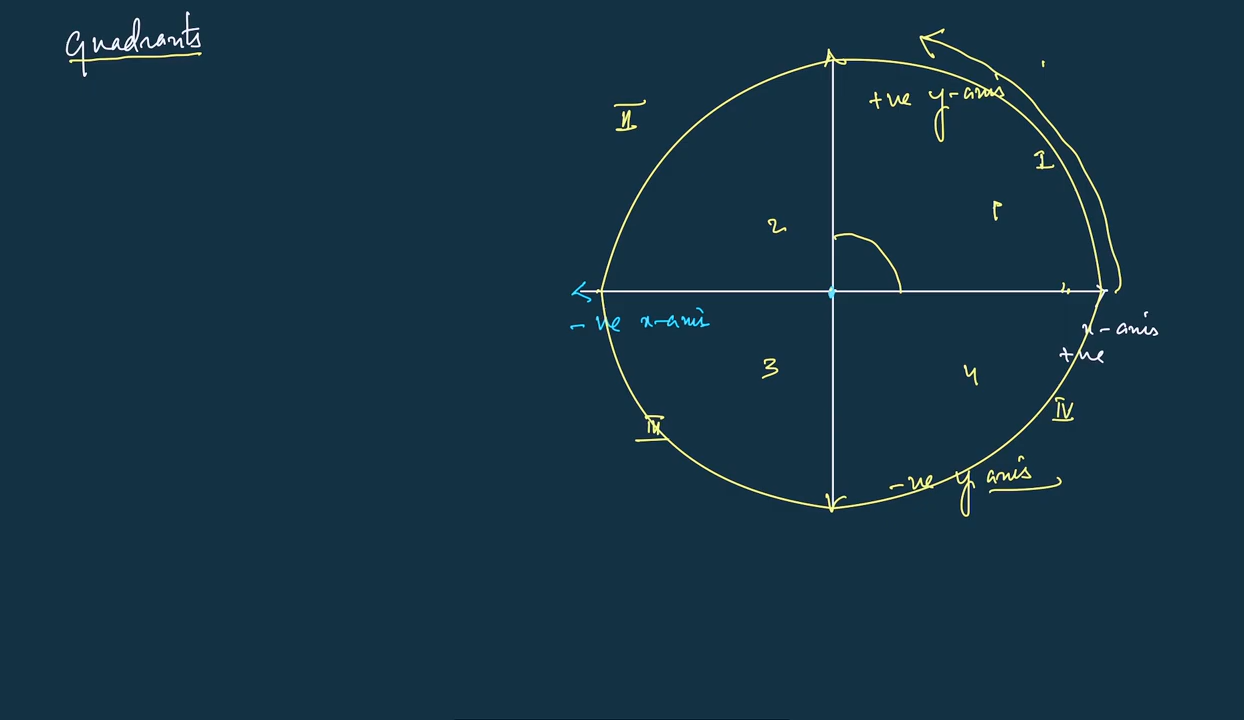 Quadrants
+ve y-axis
II
I
1
2
-ve x-axis
x-axis
+ve
3
4
III
IV
-ve y axis